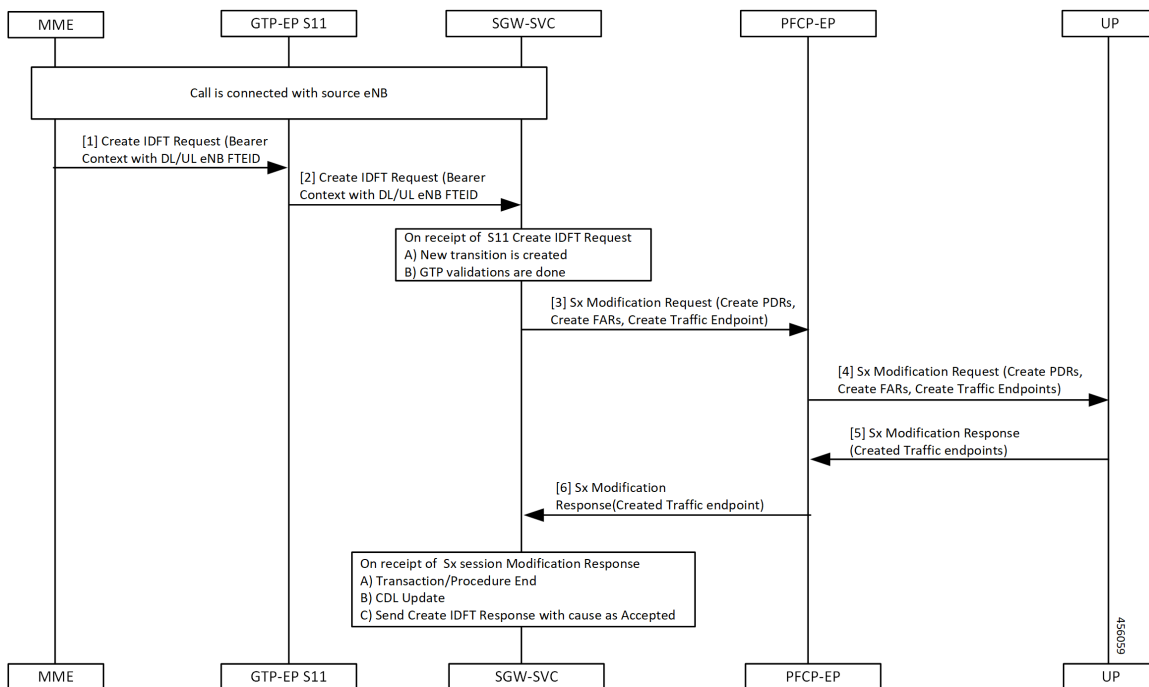 MME
GTP-EP S11
SGW-SVC
PFCP-EP
UP
Call is connected with source eNB
[1] Create IDFT Request (Bearer
Context with DL/UL eNB FTEID
[2] Create IDFT Request (Bearer
Context with DL/UL eNB FTEID
On receipt of S11 Create IDFT Request
A) New transition is created
B) GTP validations are done
[3] Sx Modification Request (Create PDRs,
Create FARs, Create Traffic Endpoint)
[4] Sx Modification Request (Create PDRs,
Create FARs, Create Traffic Endpoints)
[5] Sx Modification Response
(Created Traffic endpoints)
[6] Sx Modification
Response(Created Traffic endpoint)
On receipt of Sx session Modification Response
A) Transaction/Procedure End
B) CDL Update
C) Send Create IDFT Response with cause as Accepted
456059
MME
GTP-EP S11
SGW-SVC
PFCP-EP
UP